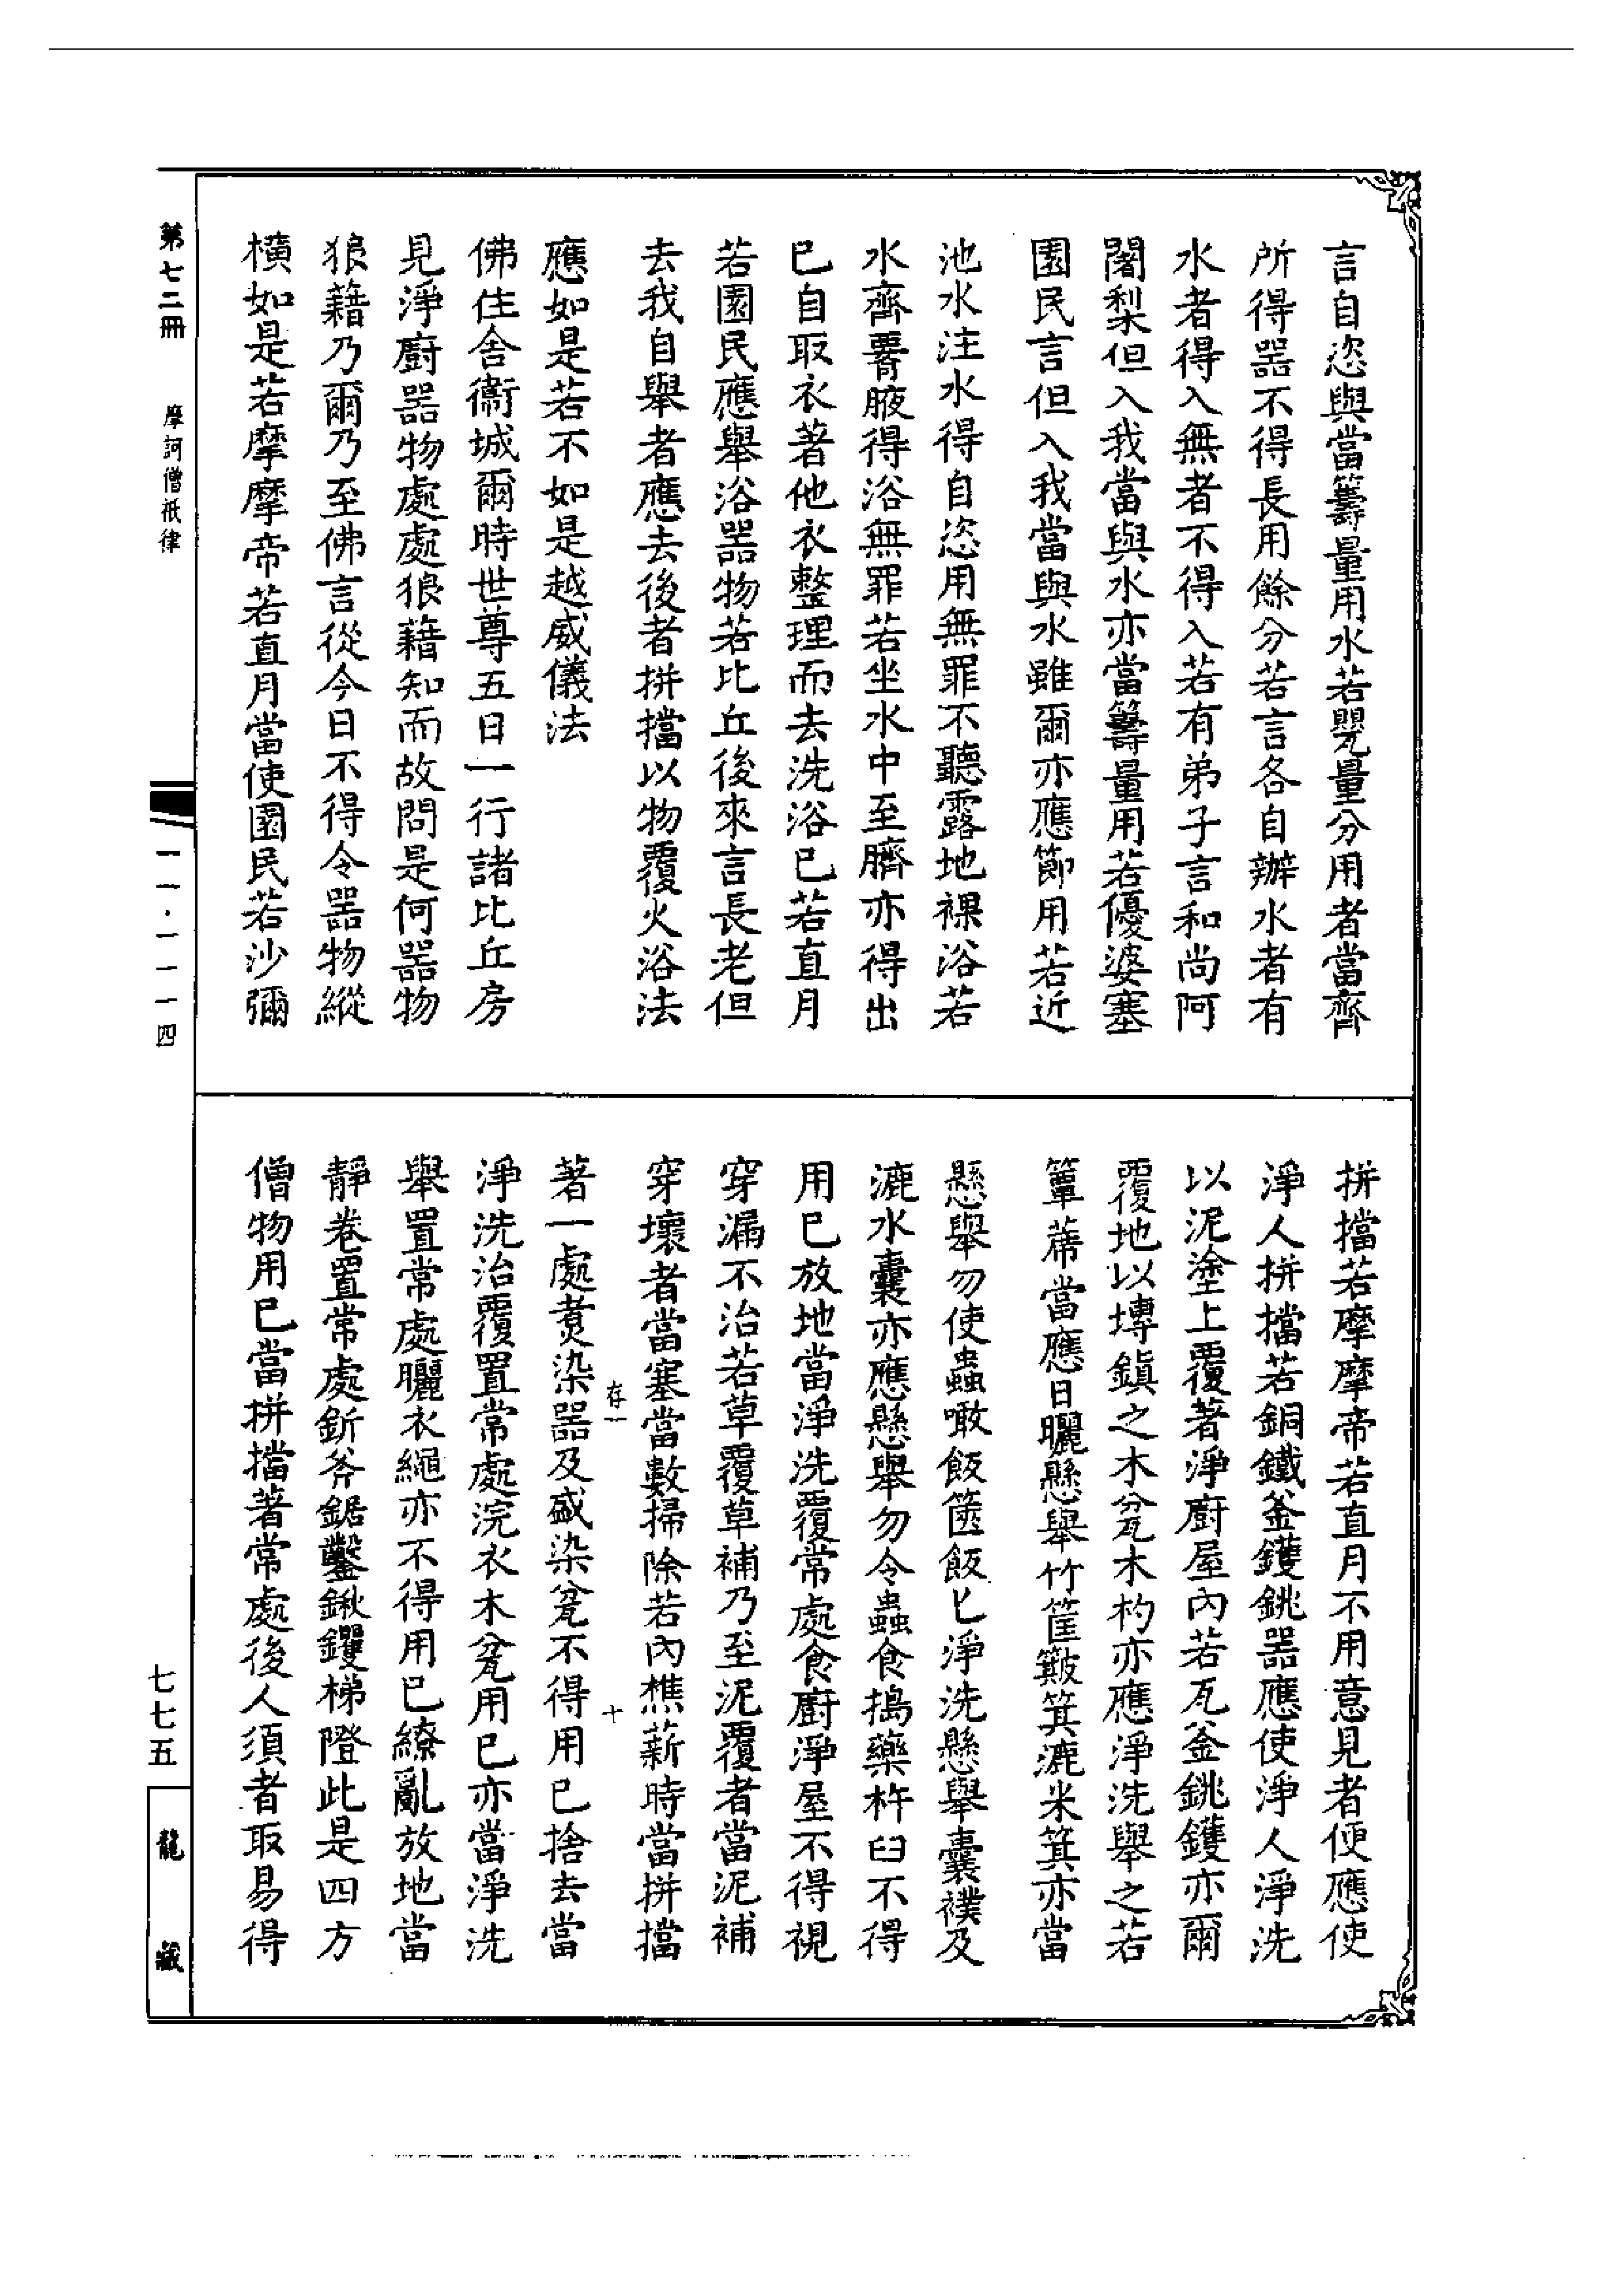 言自恣與當籌量用水若甖量分用者當齊
所得器不得長用餘分若言各自辦水者有
水者得入無者不得入若有弟子言和尚阿
闍梨但入我當與水亦當籌量用若優婆塞
園民言但入我當與水雖爾亦應節用若近
池水注水得自恣用無罪不聽露地裸浴若
水齊腋得浴無罪若坐水中至臍亦得出
已自取衣著他衣整理而去洗浴已若直月
若園民應舉浴器物若比丘後來言長老但
去我自舉者應去後者拼擋以物覆火浴法
應如是若不如是越威儀法
佛住舍衞城爾時世尊五日一行諸比丘房
見淨廚器物處處狼藉知而故問是何器物
狼藉乃爾乃至佛言從今日不得令器物縱
橫如是若摩摩帝若直月當使園民若沙彌
拼擋若摩摩帝若直月不用意見者便應使
淨人拼擋若銅鐵釜鑊銚器應使淨人淨洗
以泥塗上覆著淨廚屋內若瓦釜銚鑊亦爾
覆地以塼鎮之木瓫瓦木杓亦應淨洗舉之若
簞蓆當應日曬懸舉竹筐簸箕漉米箕亦當
懸舉勿使蟲噉飯篋飯匕淨洗懸舉囊襆及
漉水囊亦應懸舉勿令蟲食搗藥杵臼不得
用已放地當淨洗覆常處食廚淨屋不得視
穿漏不治若草覆草補乃至泥覆者當泥補
穿壞者當塞當數掃除若內樵薪時當拼擋
著一處煑染器及盛染瓫不得用已捨去當
淨洗治覆置常處浣衣木瓫用已亦當淨洗
舉置常處曬衣繩亦不得用已繚亂放地當
靜卷置常處釿斧鋸鑿鍬钁梯隥此是四方
僧物用已當拼擋著常處後人須者取易得
存一
十
第七二冊
摩訶僧祇律
七七五
龍藏